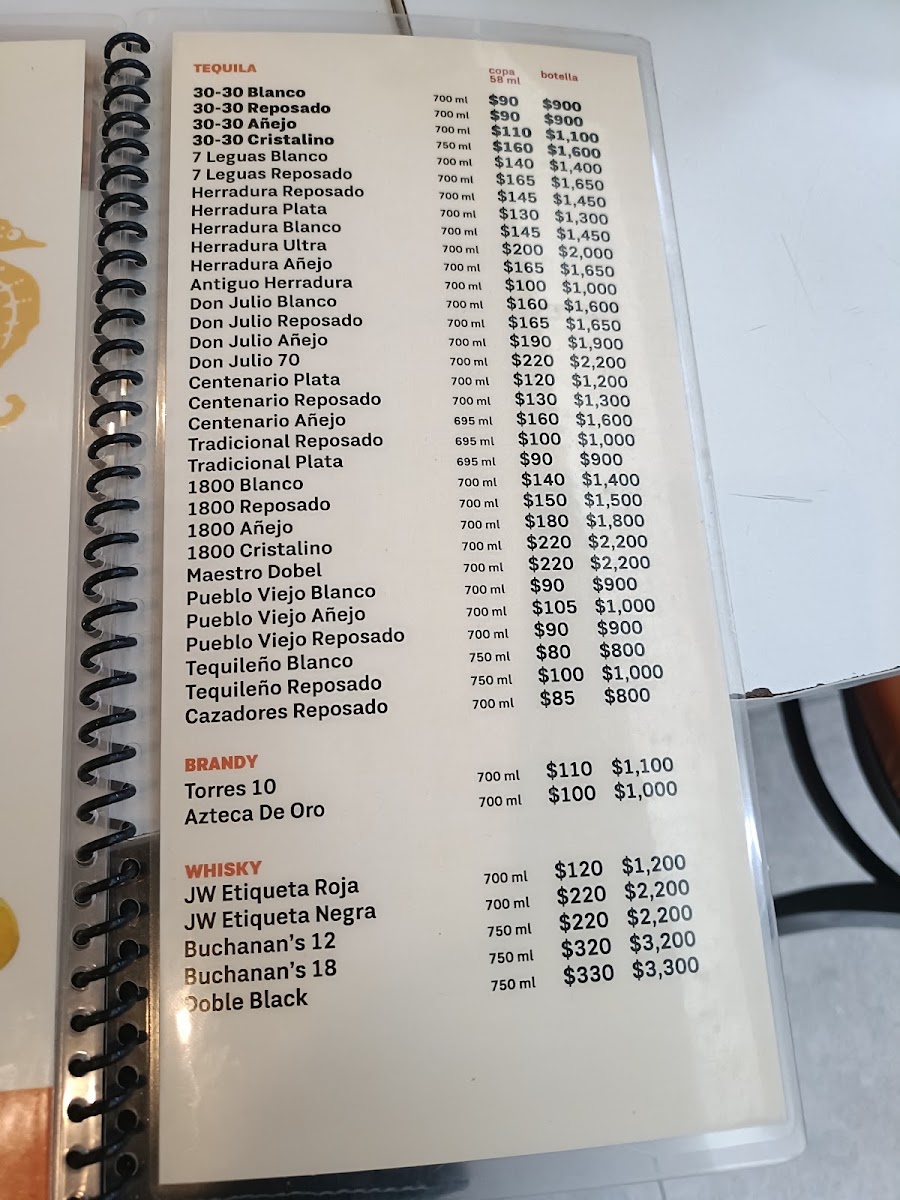 TEQUILA copa 58 ml botella
30-30 Blanco 700 ml $90 $900
30-30 Reposado 700 ml $90 $900
30-30 Añejo 700 ml $110 $1,100
30-30 Cristalino 750 ml $160 $1,600
7 Leguas Blanco 700 ml $140 $1,400
7 Leguas Reposado 700 ml $165 $1,650
Herradura Reposado 700 ml $145 $1,450
Herradura Plata 700 ml $130 $1,300
Herradura Blanco 700 ml $145 $1,450
Herradura Ultra 700 ml $200 $2,000
Herradura Añejo 700 ml $165 $1,650
Antiguo Herradura 700 ml $100 $1,000
Don Julio Blanco 700 ml $160 $1,600
Don Julio Reposado 700 ml $165 $1,650
Don Julio Añejo 700 ml $190 $1,900
Don Julio 70 700 ml $220 $2,200
Centenario Plata 700 ml $120 $1,200
Centenario Reposado 700 ml $130 $1,300
Centenario Añejo 695 ml $160 $1,600
Tradicional Reposado 695 ml $100 $1,000
Tradicional Plata 695 ml $90 $900
1800 Blanco 700 ml $140 $1,400
1800 Reposado 700 ml $150 $1,500
1800 Añejo 700 ml $180 $1,800
1800 Cristalino 700 ml $220 $2,200
Maestro Dobel 700 ml $220 $2,200
Pueblo Viejo Blanco 700 ml $90 $900
Pueblo Viejo Añejo 700 ml $105 $1,000
Pueblo Viejo Reposado 700 ml $90 $900
Tequileño Blanco 750 ml $80 $800
Tequileño Reposado 750 ml $100 $1,000
Cazadores Reposado 700 ml $85 $800
BRANDY
Torres 10 700 ml $110 $1,100
Azteca De Oro 700 ml $100 $1,000
WHISKY
JW Etiqueta Roja 700 ml $120 $1,200
JW Etiqueta Negra 700 ml $220 $2,200
Buchanan's 12 750 ml $220 $2,200
Buchanan's 18 750 ml $320 $3,200
Doble Black 750 ml $330 $3,300